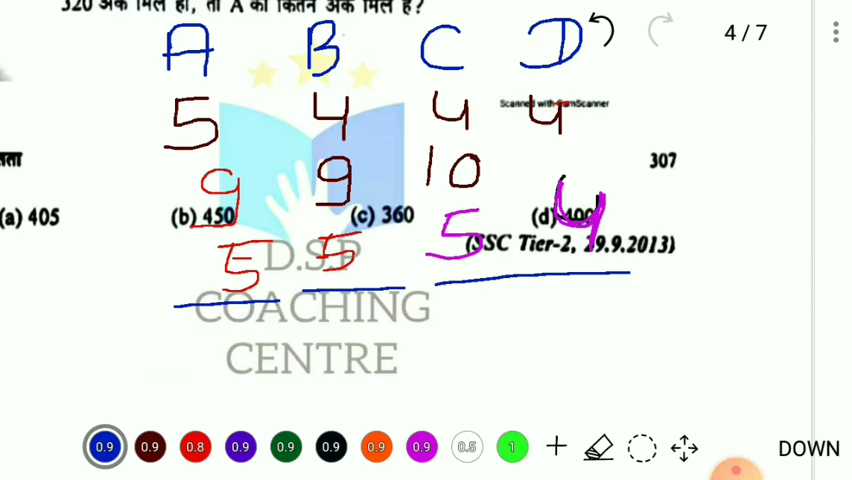 320 अंक मिले हों, तो A को कितने अंक मिले हैं?
A B C D
4 / 7
Scanned with CamScanner
5 4 4 4
307
9 9 10
(a) 405 (b) 450 (c) 360 (d) 400
4
(SSC Tier-2, 29.9.2013)
5 5 5
D.S.P
COACHING
CENTRE
0.9 0.9 0.8 0.9 0.9 0.9 0.9 0.9 0.5 1 DOWN